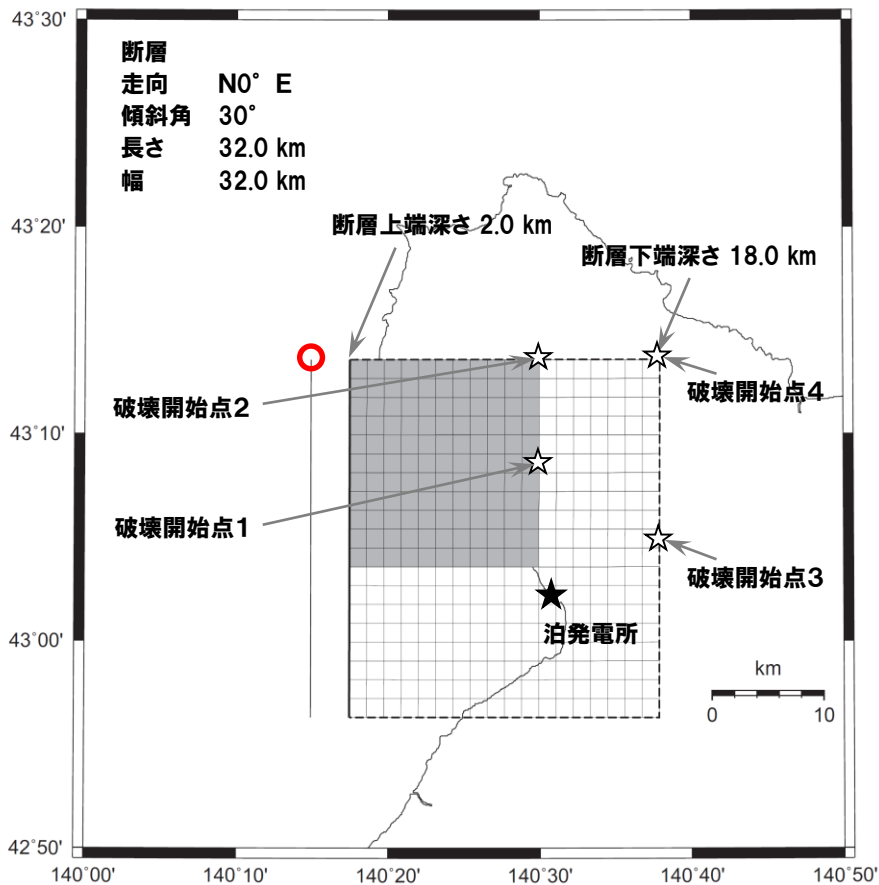 43°30'
断層
走向 N0° E
傾斜角 30°
長さ 32.0 km
幅 32.0 km
43°20'
断層上端深さ 2.0 km
断層下端深さ 18.0 km
破壊開始点2
破壊開始点4
43°10'
破壊開始点1
破壊開始点3
泊発電所
43°00'
km
0 10
42°50'
140°00' 140°10' 140°20' 140°30' 140°40' 140°50'